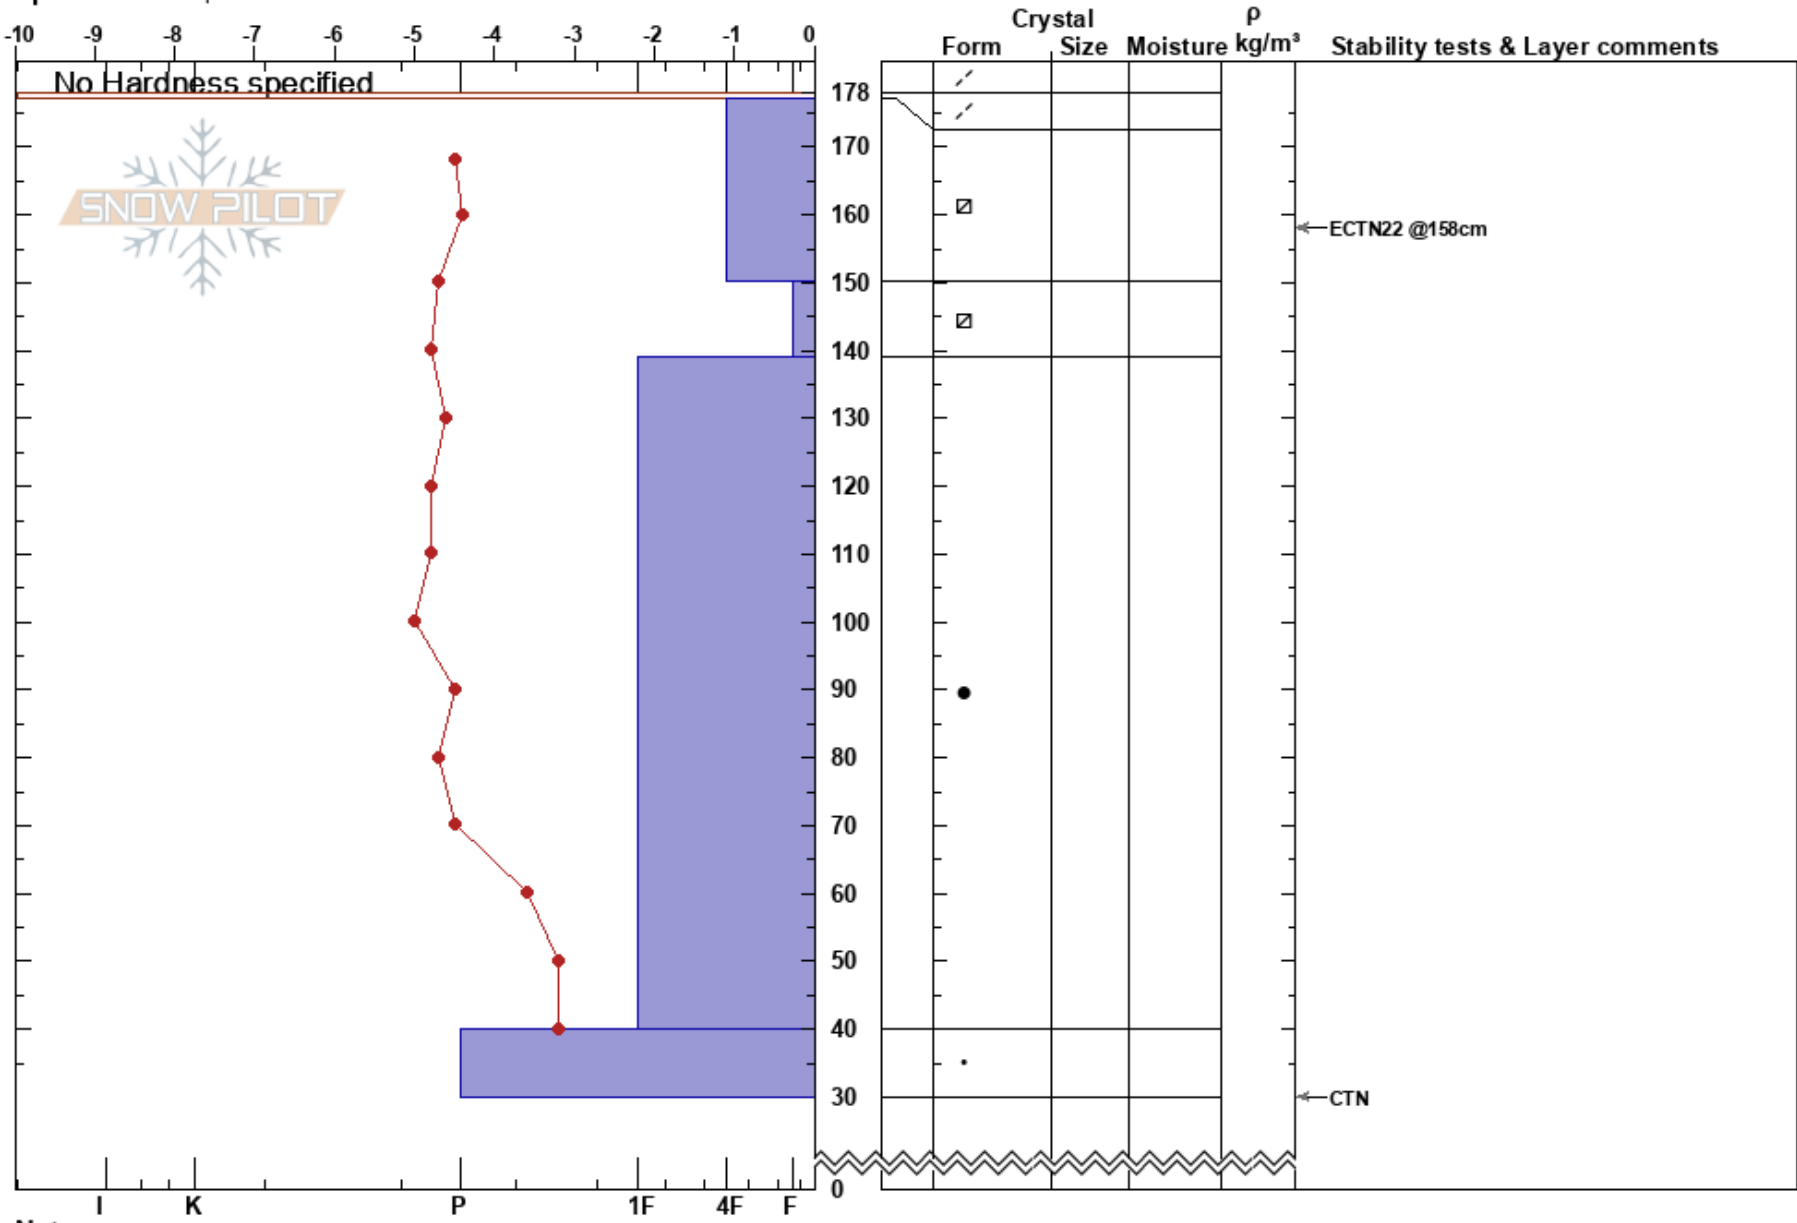 Crystal
ρ
-10 -9 -8 -7 -6 -5 -4 -3 -2 -1 0
Form Size Moisture kg/m³ Stability tests & Layer comments
No Hardness specified
178
170
SNOW PILOT
160
ECTN22 @158cm
150
140
130
120
110
100
90
80
70
60
50
40
30
CTN
0
I K P 1F 4F F